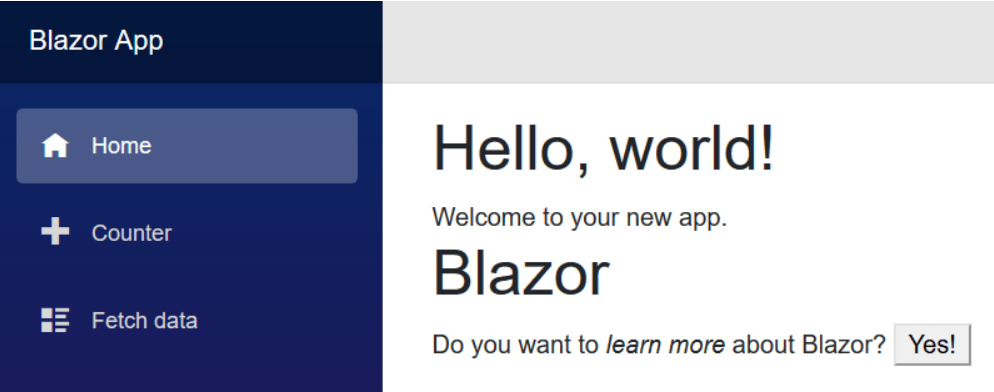 Blazor App
Home
Counter
Fetch data
Hello, world!
Welcome to your new app.
Blazor
Do you want to learn more about Blazor? Yes!